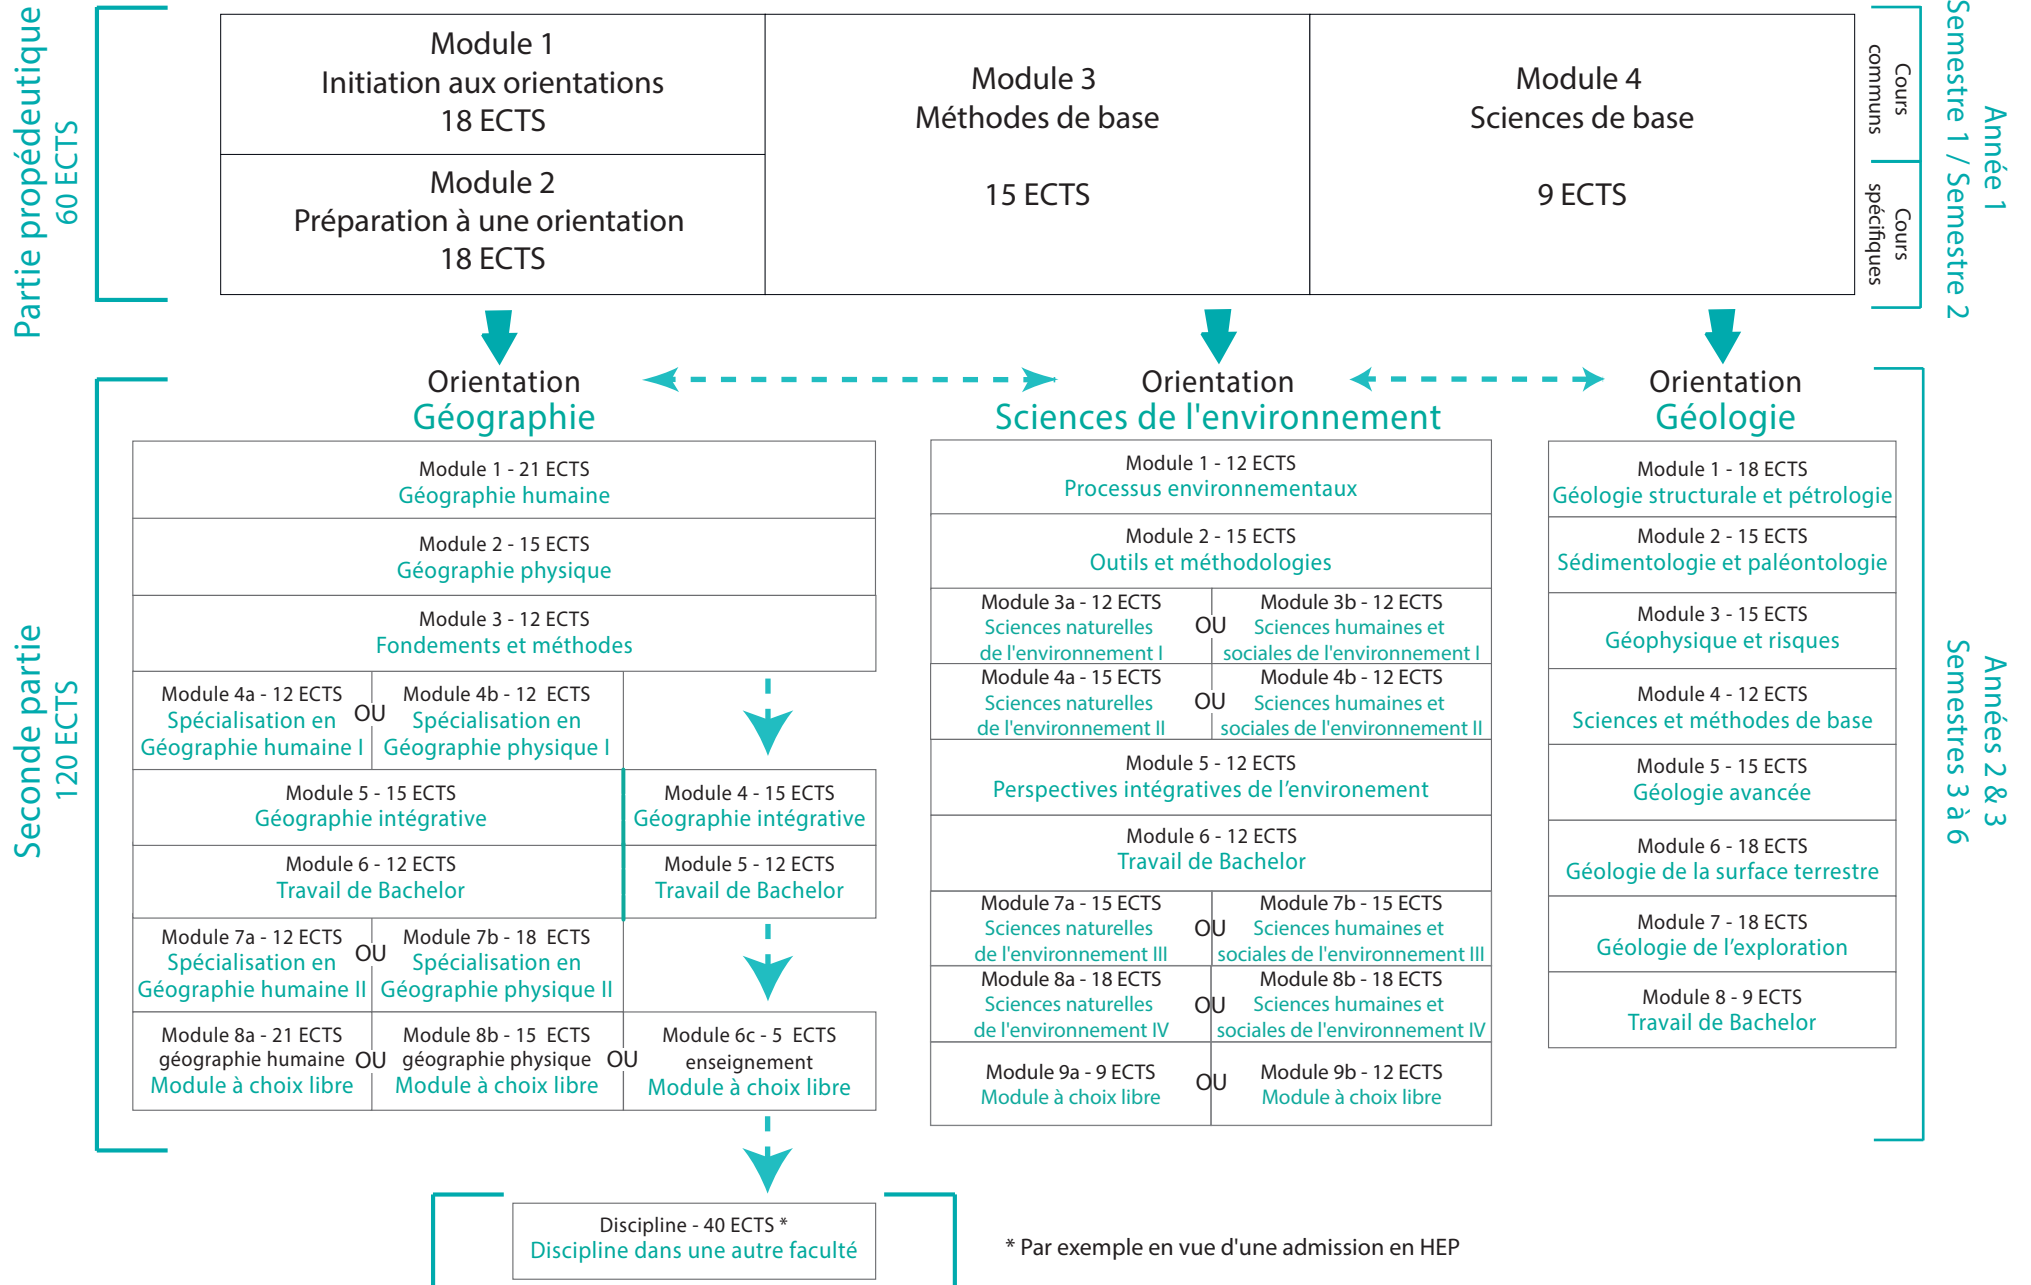 Partie propédeutique
60 ECTS
Module 1
Initiation aux orientations
18 ECTS
Module 2
Préparation à une orientation
18 ECTS
Module 3
Méthodes de base
15 ECTS
Module 4
Sciences de base
9 ECTS
Cours
communs
Cours
spécifiques
Année 1
Semestre 1 / Semestre 2
Seconde partie
120 ECTS
Orientation
Géographie
Module 1 - 21 ECTS
Géographie humaine
Module 2 - 15 ECTS
Géographie physique
Module 3 - 12 ECTS
Fondements et méthodes
Module 4a - 12 ECTS
Spécialisation en
Géographie humaine I
OU
Module 4b - 12 ECTS
Spécialisation en
Géographie physique I
Module 5 - 15 ECTS
Géographie intégrative
Module 4 - 15 ECTS
Géographie intégrative
Module 6 - 12 ECTS
Travail de Bachelor
Module 5 - 12 ECTS
Travail de Bachelor
Module 7a - 12 ECTS
Spécialisation en
Géographie humaine II
OU
Module 7b - 18 ECTS
Spécialisation en
Géographie physique II
Module 8a - 21 ECTS
géographie humaine
Module à choix libre
OU
Module 8b - 15 ECTS
géographie physique
Module à choix libre
OU
Module 6c - 5 ECTS
enseignement
Module à choix libre
Orientation
Sciences de l'environnement
Module 1 - 12 ECTS
Processus environnementaux
Module 2 - 15 ECTS
Outils et méthodologies
Module 3a - 12 ECTS
Sciences naturelles
de l'environnement I
OU
Module 3b - 12 ECTS
Sciences humaines et
sociales de l'environnement I
Module 4a - 15 ECTS
Sciences naturelles
de l'environnement II
OU
Module 4b - 12 ECTS
Sciences humaines et
sociales de l'environnement II
Module 5 - 12 ECTS
Perspectives intégratives de l’environement
Module 6 - 12 ECTS
Travail de Bachelor
Module 7a - 15 ECTS
Sciences naturelles
de l'environnement III
OU
Module 7b - 15 ECTS
Sciences humaines et
sociales de l'environnement III
Module 8a - 18 ECTS
Sciences naturelles
de l'environnement IV
OU
Module 8b - 18 ECTS
Sciences humaines et
sociales de l'environnement IV
Module 9a - 9 ECTS
Module à choix libre
OU
Module 9b - 12 ECTS
Module à choix libre
Orientation
Géologie
Module 1 - 18 ECTS
Géologie structurale et pétrologie
Module 2 - 15 ECTS
Sédimentologie et paléontologie
Module 3 - 15 ECTS
Géophysique et risques
Module 4 - 12 ECTS
Sciences et méthodes de base
Module 5 - 15 ECTS
Géologie avancée
Module 6 - 18 ECTS
Géologie de la surface terrestre
Module 7 - 18 ECTS
Géologie de l’exploration
Module 8 - 9 ECTS
Travail de Bachelor
Années 2 & 3
Semestres 3 à 6
Discipline - 40 ECTS *
Discipline dans une autre faculté
* Par exemple en vue d'une admission en HEP